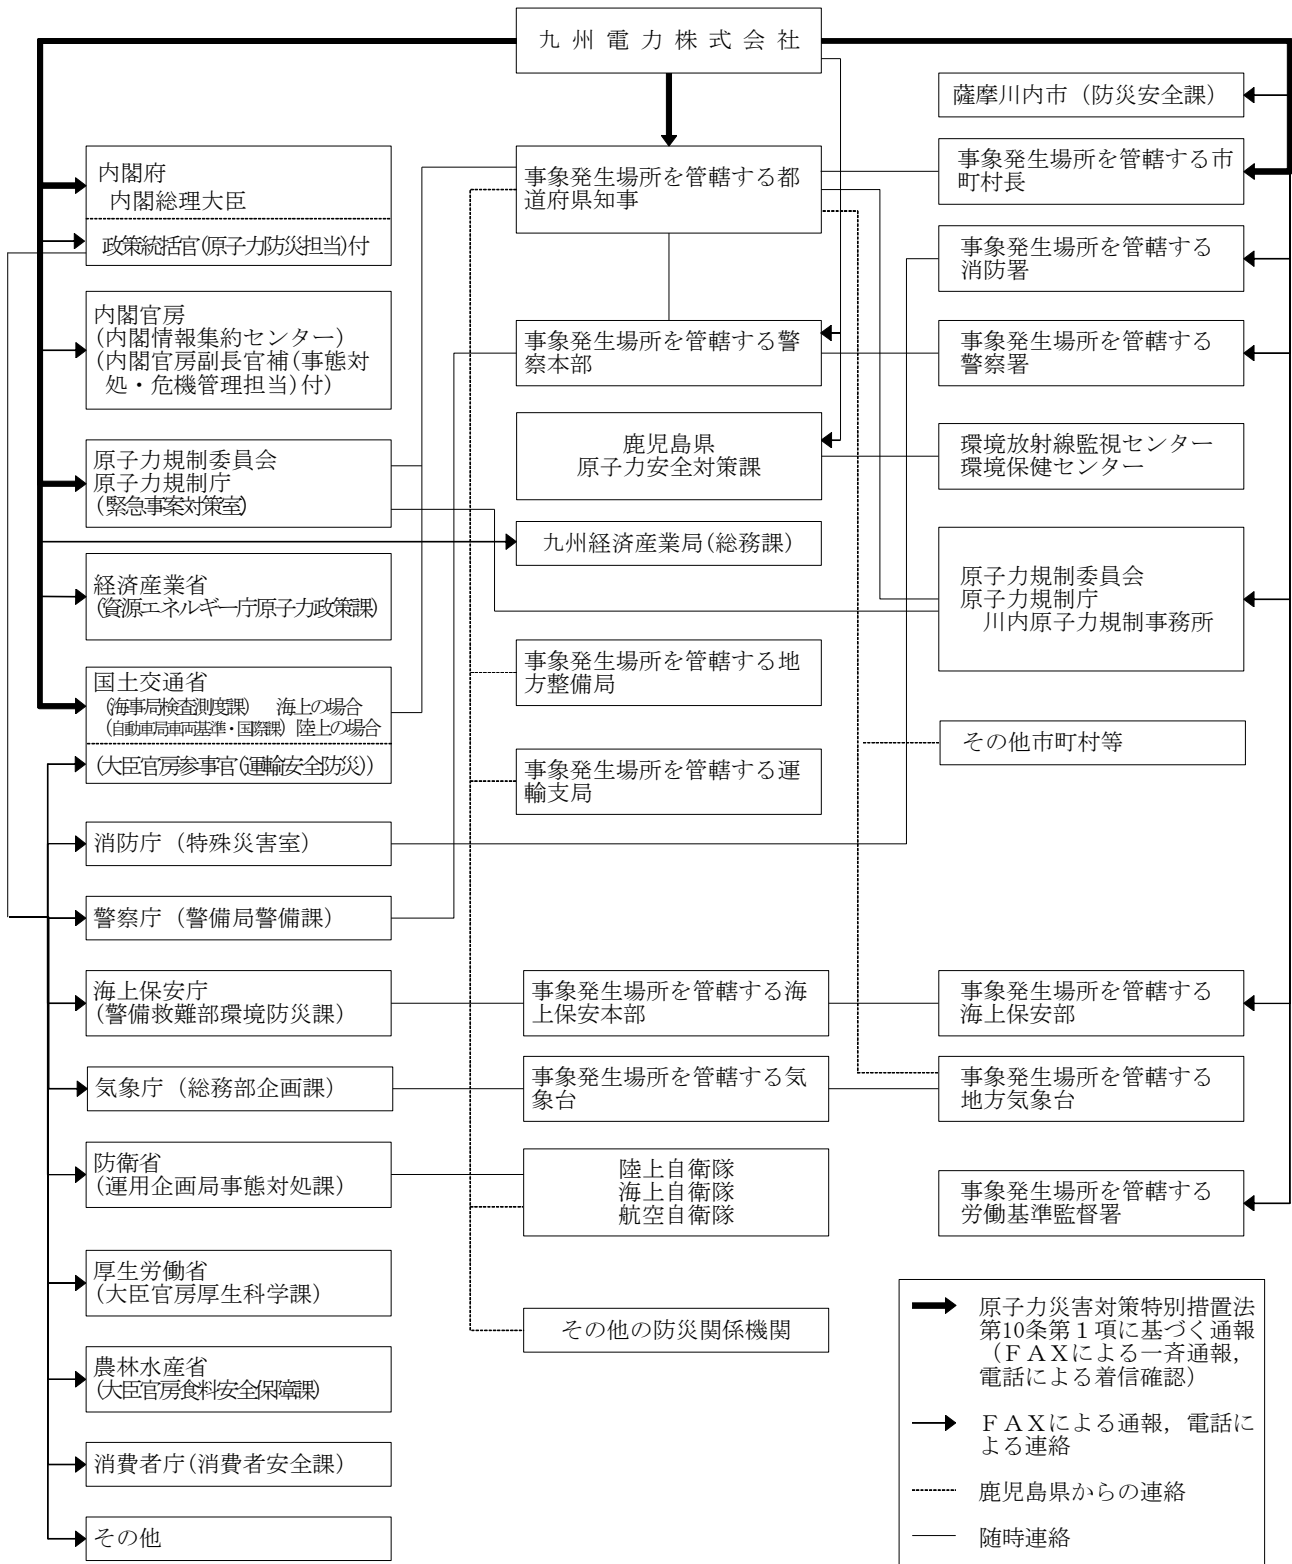 九州電力株式会社
薩摩川内市（防災安全課）
内閣府
内閣総理大臣
政策統括官(原子力防災担当)付
事象発生場所を管轄する都
道府県知事
事象発生場所を管轄する市
町村長
事象発生場所を管轄する
消防署
内閣官房
(内閣情報集約センター)
(内閣官房副長官補(事態対
処・危機管理担当)付)
事象発生場所を管轄する警
察本部
事象発生場所を管轄する
警察署
原子力規制委員会
原子力規制庁
(緊急事案対策室)
鹿児島県
原子力安全対策課
環境放射線監視センター
環境保健センター
九州経済産業局(総務課)
経済産業省
(資源エネルギー庁原子力政策課)
原子力規制委員会
原子力規制庁
川内原子力規制事務所
国土交通省
(海事局検査測度課)　海上の場合
(自動車局車両基準・国際課) 陸上の場合
(大臣官房参事官(運輸安全防災))
事象発生場所を管轄する地
方整備局
その他市町村等
事象発生場所を管轄する運
輸支局
消防庁（特殊災害室）
警察庁（警備局警備課）
海上保安庁
(警備救難部環境防災課)
事象発生場所を管轄する海
上保安本部
事象発生場所を管轄する
海上保安部
気象庁（総務部企画課）
事象発生場所を管轄する気
象台
事象発生場所を管轄する
地方気象台
防衛省
(運用企画局事態対処課)
陸上自衛隊
海上自衛隊
航空自衛隊
事象発生場所を管轄する
労働基準監督署
厚生労働省
(大臣官房厚生科学課)
その他の防災関係機関
農林水産省
(大臣官房食料安全保障課)
消費者庁(消費者安全課)
その他
原子力災害対策特別措置法
第10条第１項に基づく通報
（ＦＡＸによる一斉通報，
電話による着信確認）
ＦＡＸによる通報，電話に
よる連絡
鹿児島県からの連絡
随時連絡